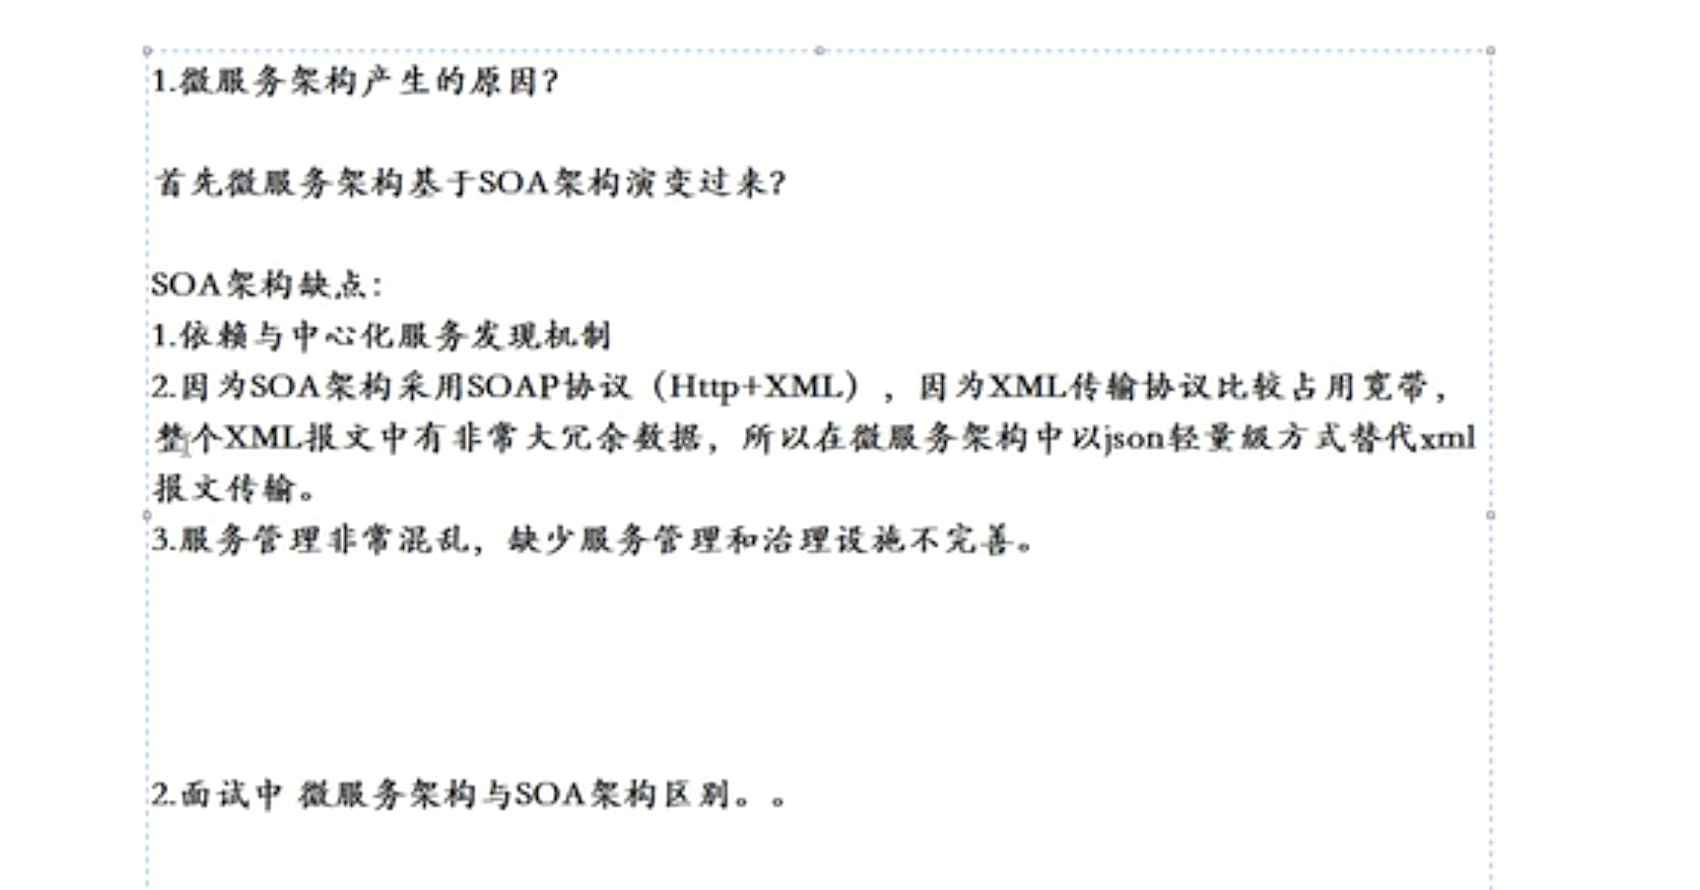 1.微服务架构产生的原因?
首先微服务架构基于SOA架构演变过来?
SOA架构缺点：
1.依赖与中心化服务发现机制
2.因为SOA架构采用SOAP协议（Http+XML），因为XML传输协议比较占用宽带，
整个XML报文中有非常大冗余数据，所以在微服务架构中以json轻量级方式替代xml
报文传输。
3.服务管理非常混乱，缺少服务管理和治理设施不完善。
2.面试中 微服务架构与SOA架构区别。。